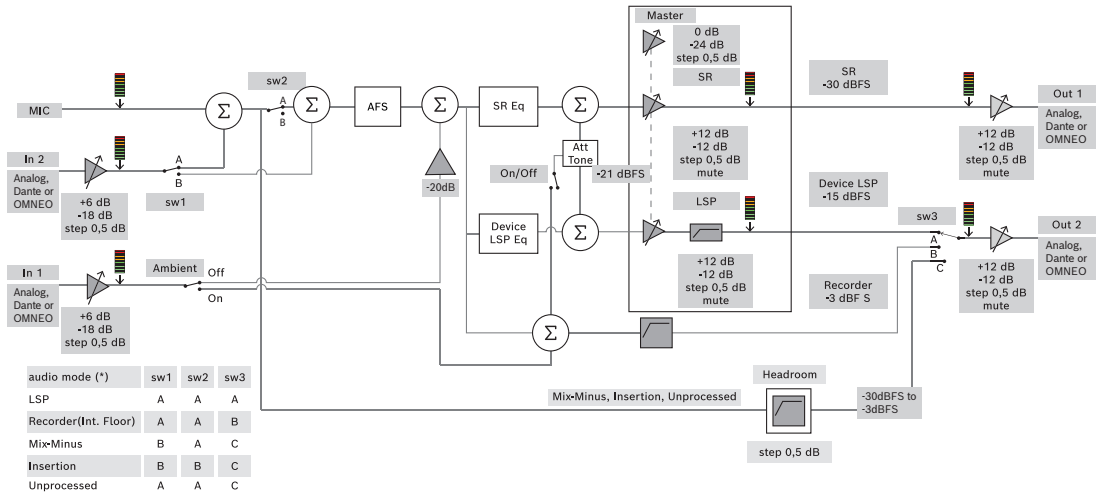 Master
0 dB
-24 dB
step 0,5 dB
SR
SR
-30 dBFS
sw2
A
B
MIC
Σ
Σ
AFS
Σ
SR Eq
Σ
+12 dB
-12 dB
step 0,5 dB
mute
+12 dB
-12 dB
step 0,5 dB
mute
Out 1
Analog,
Dante or
OMNEO
In 2
Analog,
Dante or
OMNEO
+6 dB
-18 dB
step 0,5 dB
A
B
sw1
-20dB
On/Off
Att
Tone
-21 dBFS
LSP
Device LSP
-15 dBFS
Device
LSP Eq
Σ
+12 dB
-12 dB
step 0,5 dB
mute
sw3
A
B
C
+12 dB
-12 dB
step 0,5 dB
mute
Out 2
Analog,
Dante or
OMNEO
In 1
Analog,
Dante or
OMNEO
+6 dB
-18 dB
step 0,5 dB
Ambient
Off
On
Recorder
-3 dBF S
Σ
audio mode (*) sw1 sw2 sw3
LSP A A A
Recorder(Int. Floor) A A B
Mix-Minus B A C
Insertion B B C
Unprocessed A A C
Mix-Minus, Insertion, Unprocessed
Headroom
step 0,5 dB
-30dBFS to
-3dBFS